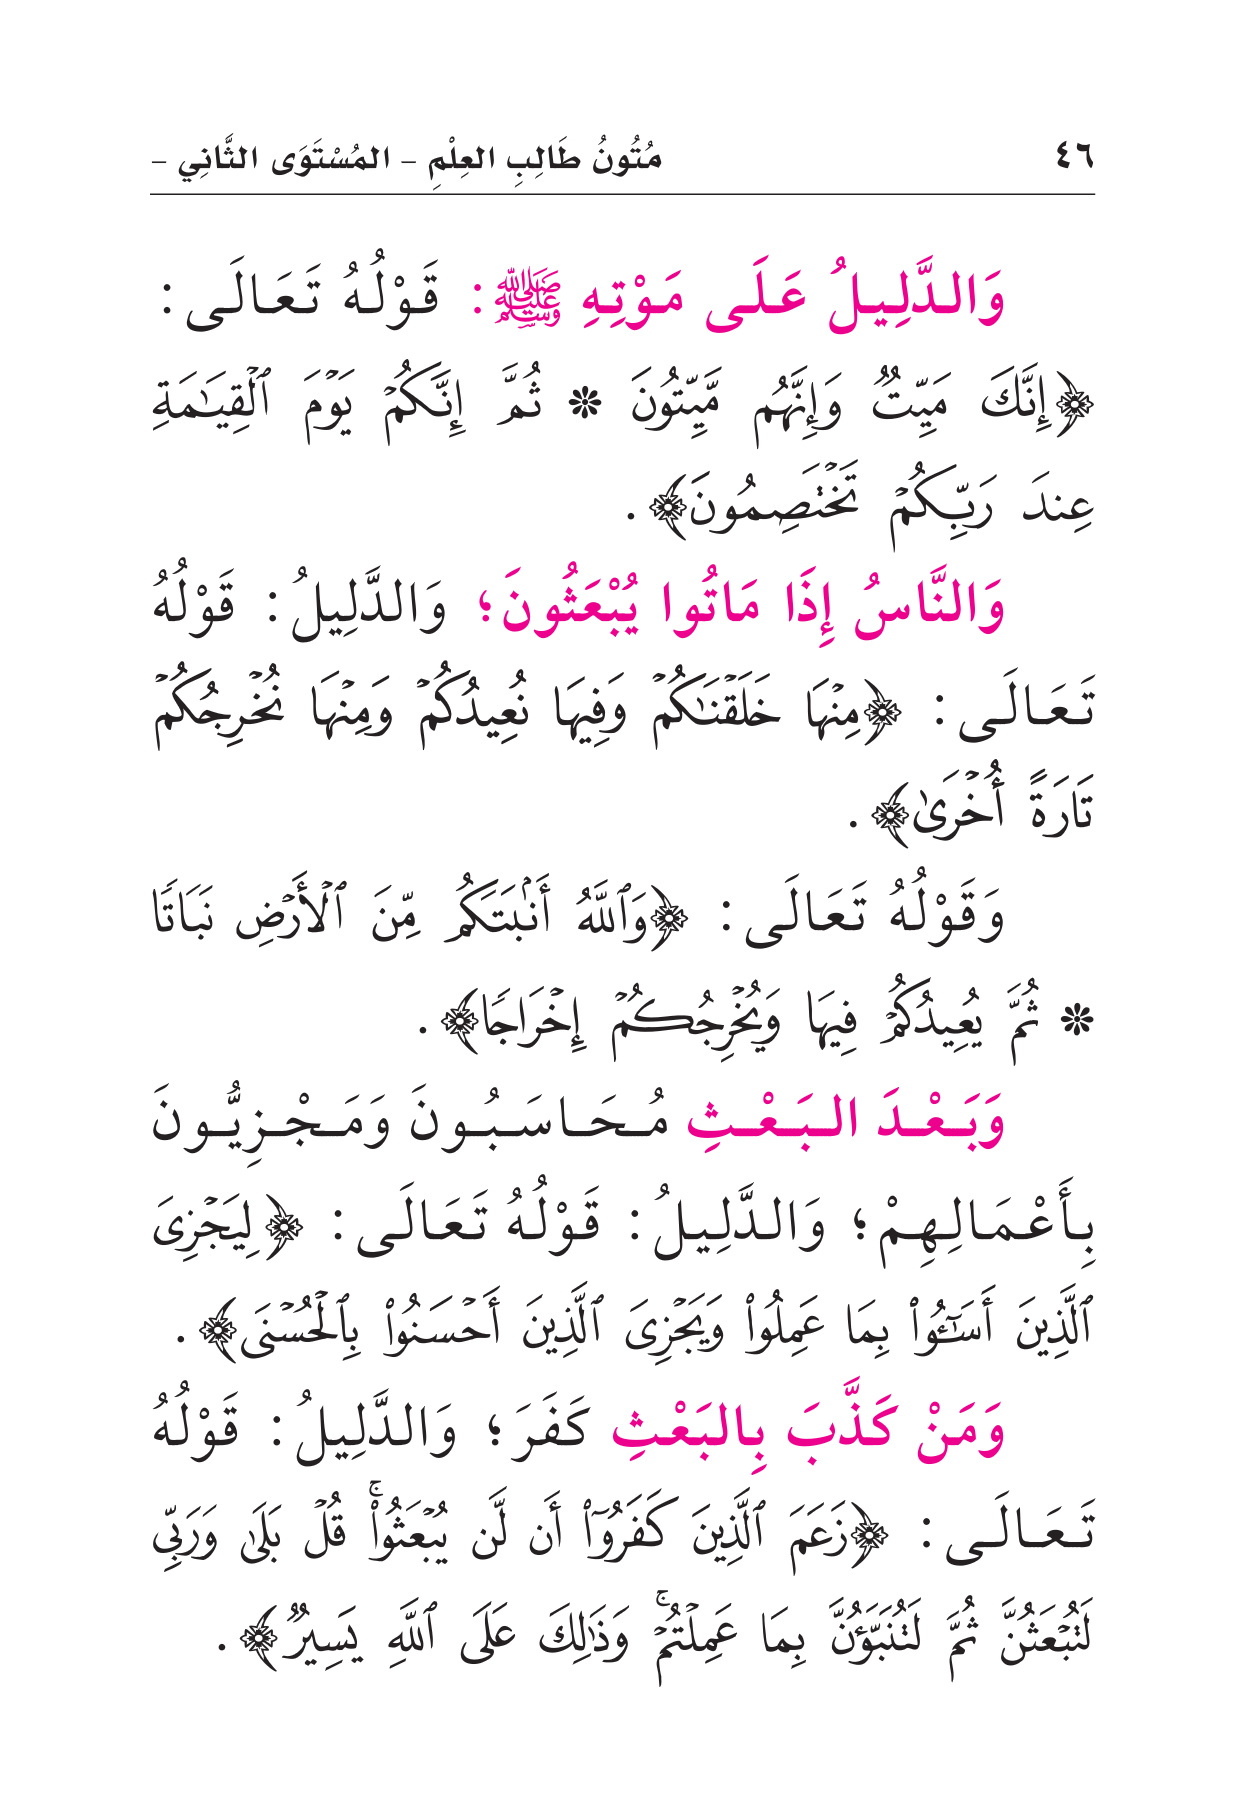 ٤٦
مُتُونُ طَالِبِ العِلْمِ – المُسْتَوَى الثَّانِي –
وَالدَّلِيلُ عَلَى مَوْتِهِ ﷺ: قَوْلُهُ تَعَالَى:
﴿إِنَّكَ مَيِّتٌ وَإِنَّهُم مَّيِّتُونَ * ثُمَّ إِنَّكُمْ يَوْمَ ٱلْقِيَـٰمَةِ
عِندَ رَبِّكُمْ تَخْتَصِمُونَ﴾.
وَالنَّاسُ إِذَا مَاتُوا يُبْعَثُونَ؛ وَالدَّلِيلُ: قَوْلُهُ
تَعَالَى: ﴿مِنْهَا خَلَقْنَـٰكُمْ وَفِيهَا نُعِيدُكُمْ وَمِنْهَا نُخْرِجُكُمْ
تَارَةً أُخْرَىٰ﴾.
وَقَوْلُهُ تَعَالَى: ﴿وَٱللَّهُ أَنۢبَتَكُم مِّنَ ٱلْأَرْضِ نَبَاتًا
* ثُمَّ يُعِيدُكُمْ فِيهَا وَيُخْرِجُكُمْ إِخْرَاجًا﴾.
وَبَعْدَ البَعْثِ مُحَاسَبُونَ وَمَجْزِيُّونَ
بِأَعْمَالِهِمْ؛ وَالدَّلِيلُ: قَوْلُهُ تَعَالَى: ﴿لِيَجْزِىَ
ٱلَّذِينَ أَسَـٰٓـُٔوا۟ بِمَا عَمِلُوا۟ وَيَجْزِىَ ٱلَّذِينَ أَحْسَنُوا۟ بِٱلْحُسْنَى﴾.
وَمَنْ كَذَّبَ بِالبَعْثِ كَفَرَ؛ وَالدَّلِيلُ: قَوْلُهُ
تَعَالَى: ﴿زَعَمَ ٱلَّذِينَ كَفَرُوٓا۟ أَن لَّن يُبْعَثُوا۟ ۚ قُلْ بَلَىٰ وَرَبِّى
لَتُبْعَثُنَّ ثُمَّ لَتُنَبَّؤُنَّ بِمَا عَمِلْتُمْ ۚ وَذَٰلِكَ عَلَى ٱللَّهِ يَسِيرٌ﴾.